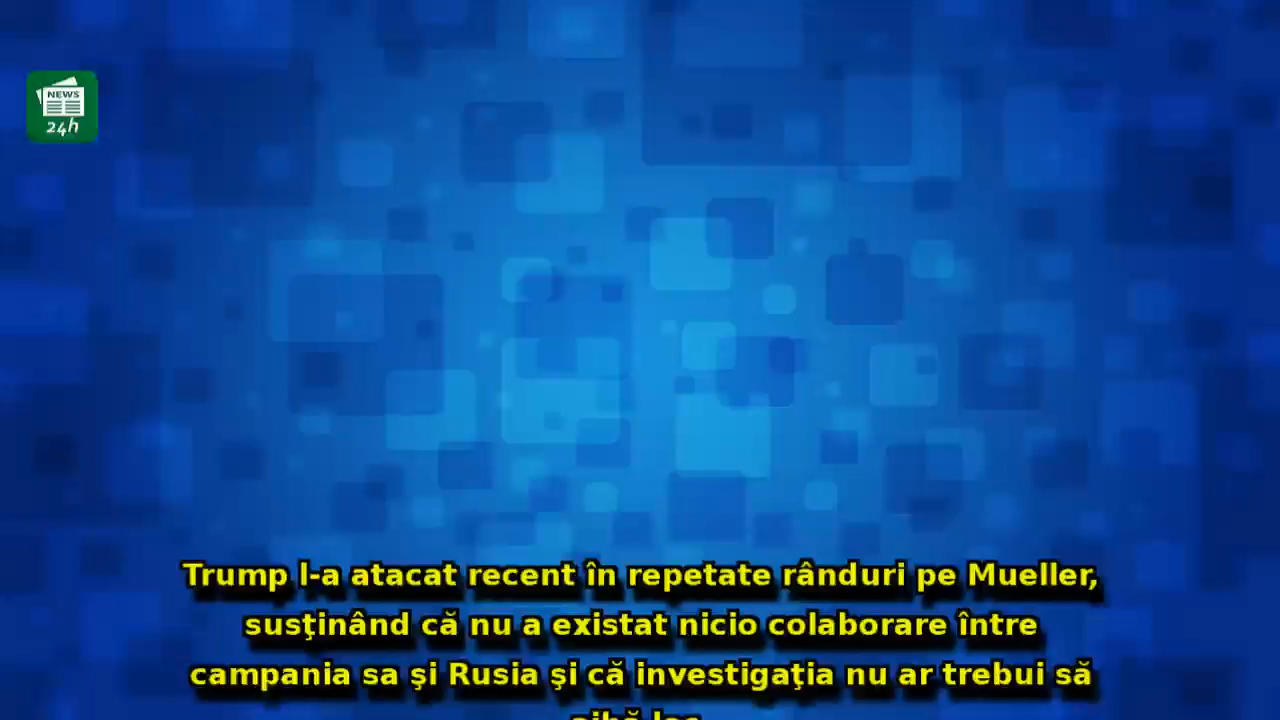 NEWS
24h
Trump l-a atacat recent în repetate rânduri pe Mueller,
susţinând că nu a existat nicio colaborare între
campania sa şi Rusia şi că investigaţia nu ar trebui să